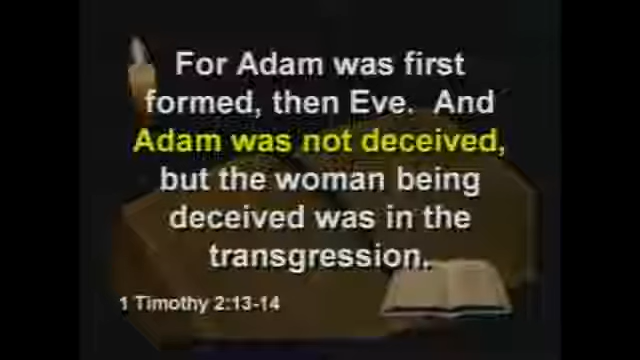 For Adam was first
formed, then Eve. And
Adam was not deceived,
but the woman being
deceived was in the
transgression.
1 Timothy 2:13-14